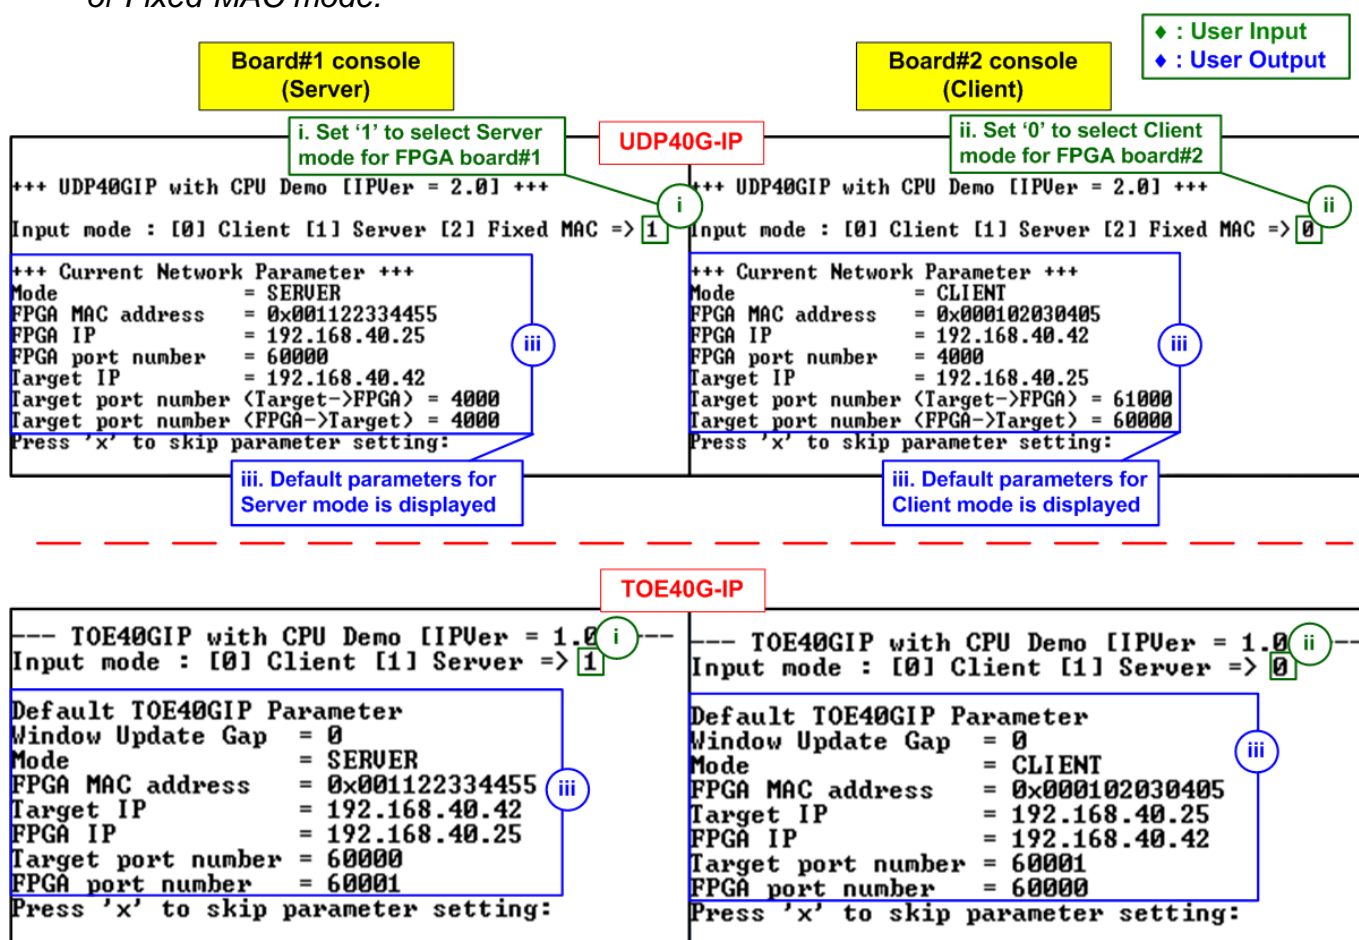 or Fixed MAC mode.
♦ : User Input
♦ : User Output
Board#1 console
(Server)
Board#2 console
(Client)
i. Set ‘1’ to select Server
mode for FPGA board#1
UDP40G-IP
ii. Set ‘0’ to select Client
mode for FPGA board#2
+++ UDP40GIP with CPU Demo [IPVer = 2.0] +++
i
Input mode : [0] Client [1] Server [2] Fixed MAC => 1
+++ Current Network Parameter +++
Mode = SERVER
FPGA MAC address = 0x001122334455
FPGA IP = 192.168.40.25
FPGA port number = 60000
Target IP = 192.168.40.42
Target port number (Target->FPGA) = 4000
Target port number (FPGA->Target) = 4000
Press 'x' to skip parameter setting:
iii
iii. Default parameters for
Server mode is displayed
+++ UDP40GIP with CPU Demo [IPVer = 2.0] +++
ii
Input mode : [0] Client [1] Server [2] Fixed MAC => 0
+++ Current Network Parameter +++
Mode = CLIENT
FPGA MAC address = 0x000102030405
FPGA IP = 192.168.40.42
FPGA port number = 4000
Target IP = 192.168.40.25
Target port number (Target->FPGA) = 61000
Target port number (FPGA->Target) = 60000
Press 'x' to skip parameter setting:
iii
iii. Default parameters for
Client mode is displayed
TOE40G-IP
--- TOE40GIP with CPU Demo [IPVer = 1.0 ---
i
Input mode : [0] Client [1] Server => 1
Default TOE40GIP Parameter
Window Update Gap = 0
Mode = SERVER
FPGA MAC address = 0x001122334455
Target IP = 192.168.40.42
FPGA IP = 192.168.40.25
Target port number = 60000
FPGA port number = 60001
Press 'x' to skip parameter setting:
iii
--- TOE40GIP with CPU Demo [IPVer = 1.0 --
ii
Input mode : [0] Client [1] Server => 0
Default TOE40GIP Parameter
Window Update Gap = 0
Mode = CLIENT
FPGA MAC address = 0x000102030405
Target IP = 192.168.40.25
FPGA IP = 192.168.40.42
Target port number = 60001
FPGA port number = 60000
Press 'x' to skip parameter setting:
iii